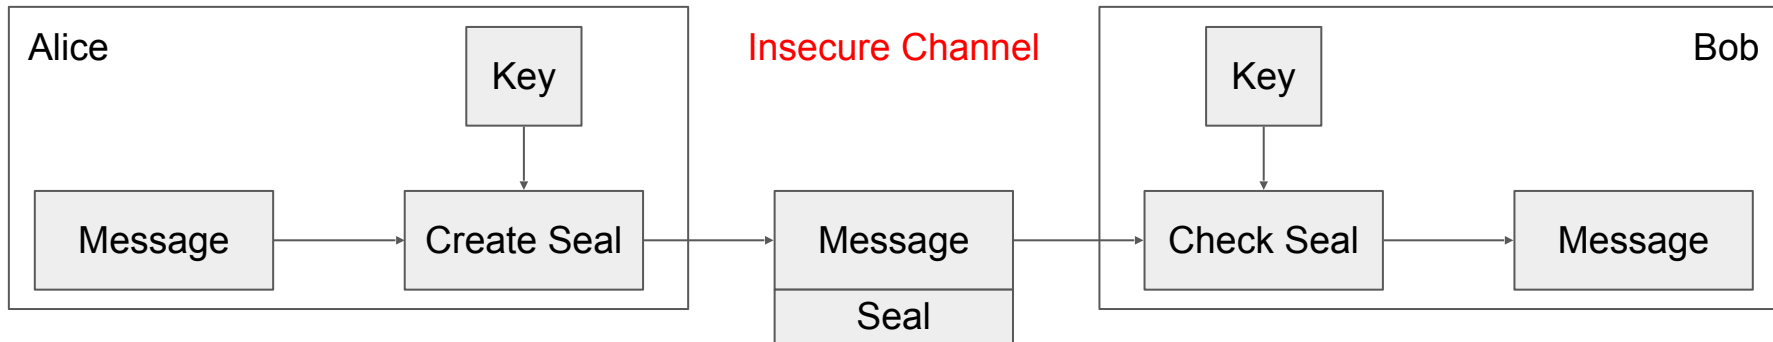 Alice
Insecure Channel
Bob
Key
Key
Message
Create Seal
Message
Check Seal
Message
Seal